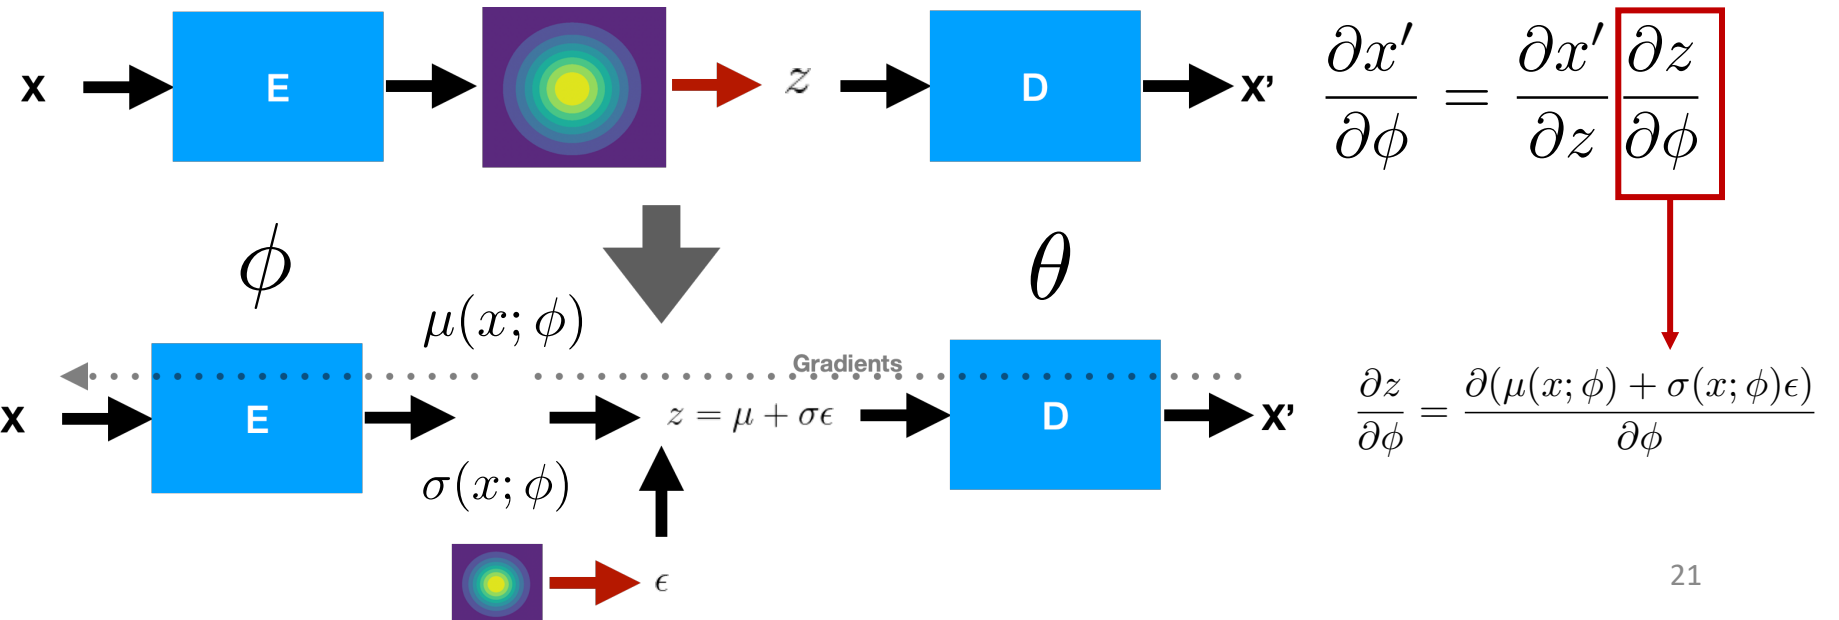 x E z D x' ∂x′/∂ϕ = ∂x′/∂z ∂z/∂ϕ
ϕ θ
μ(x; ϕ)
Gradients
x E z = μ + σϵ D x' ∂z/∂ϕ = ∂(μ(x; ϕ) + σ(x; ϕ)ϵ)/∂ϕ
σ(x; ϕ)
ϵ
21